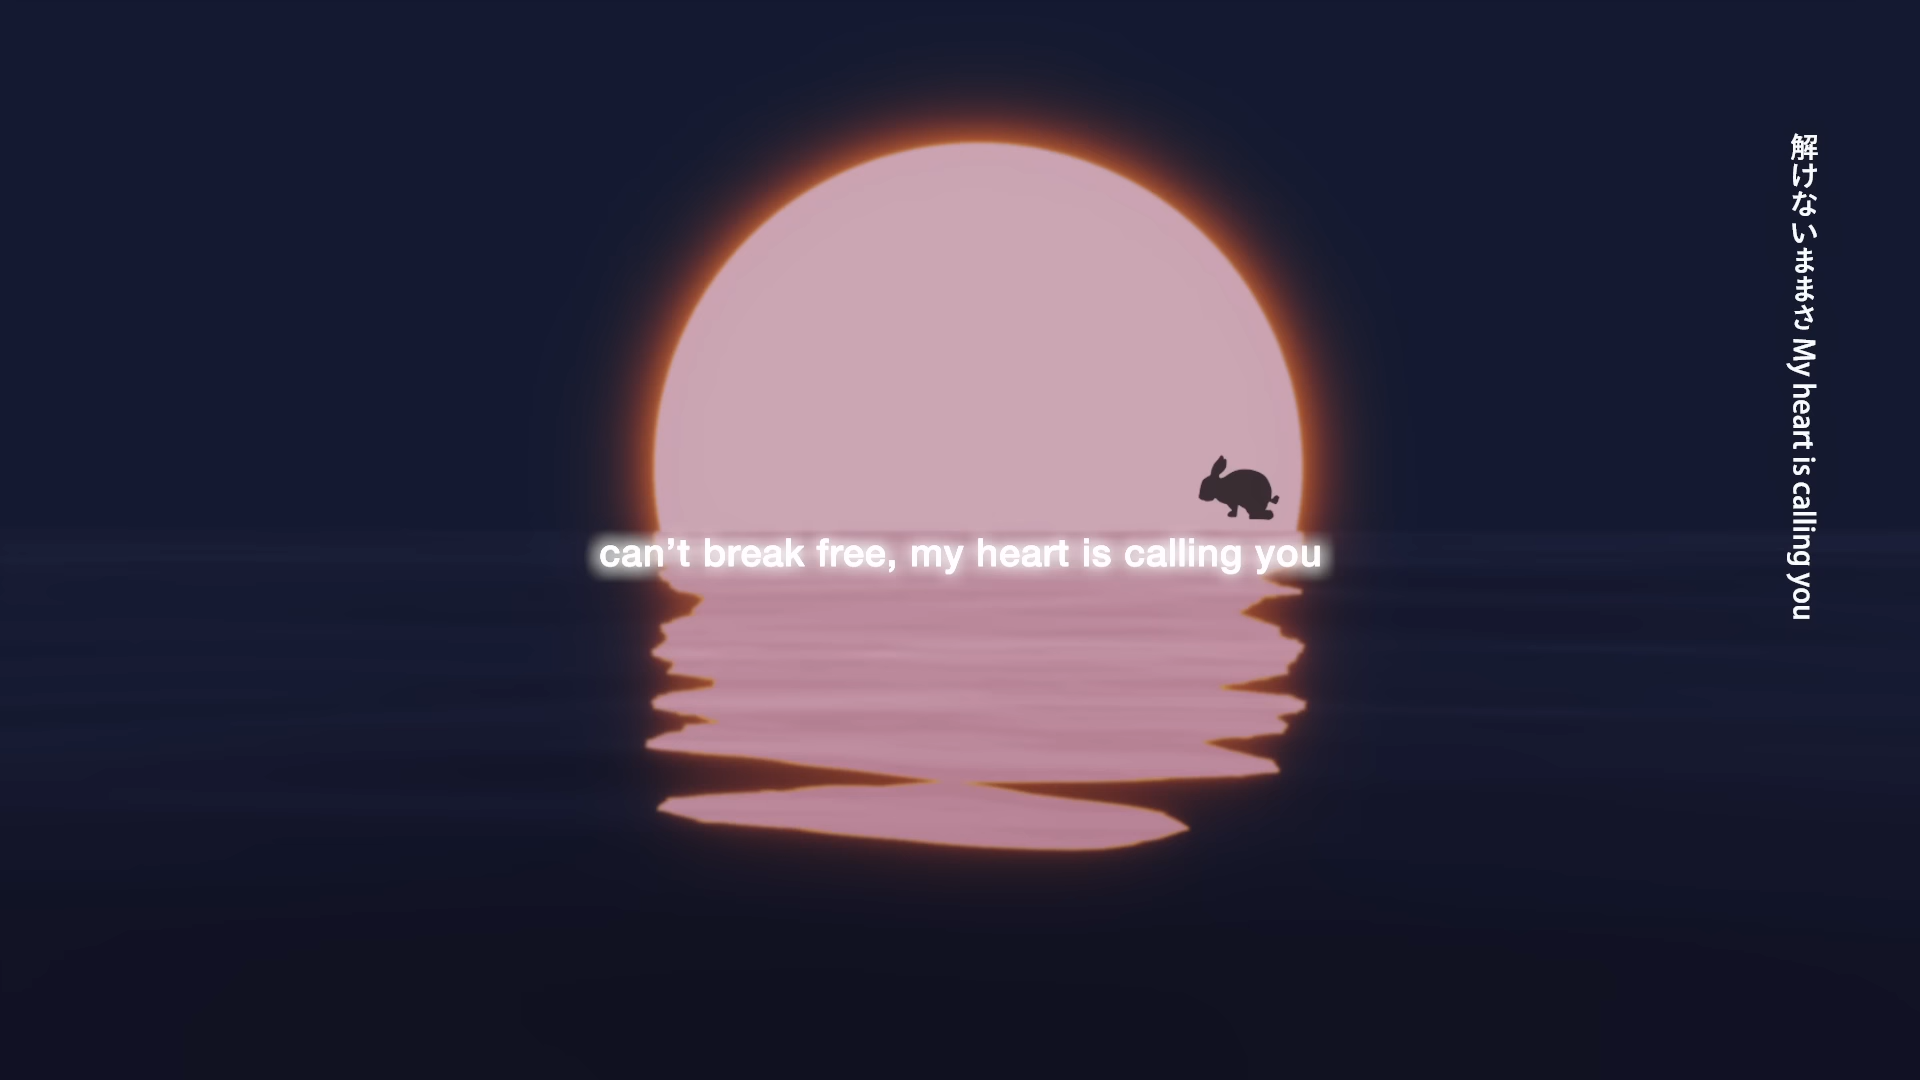 can't break free, my heart is calling you
解けないまま My heart is calling you